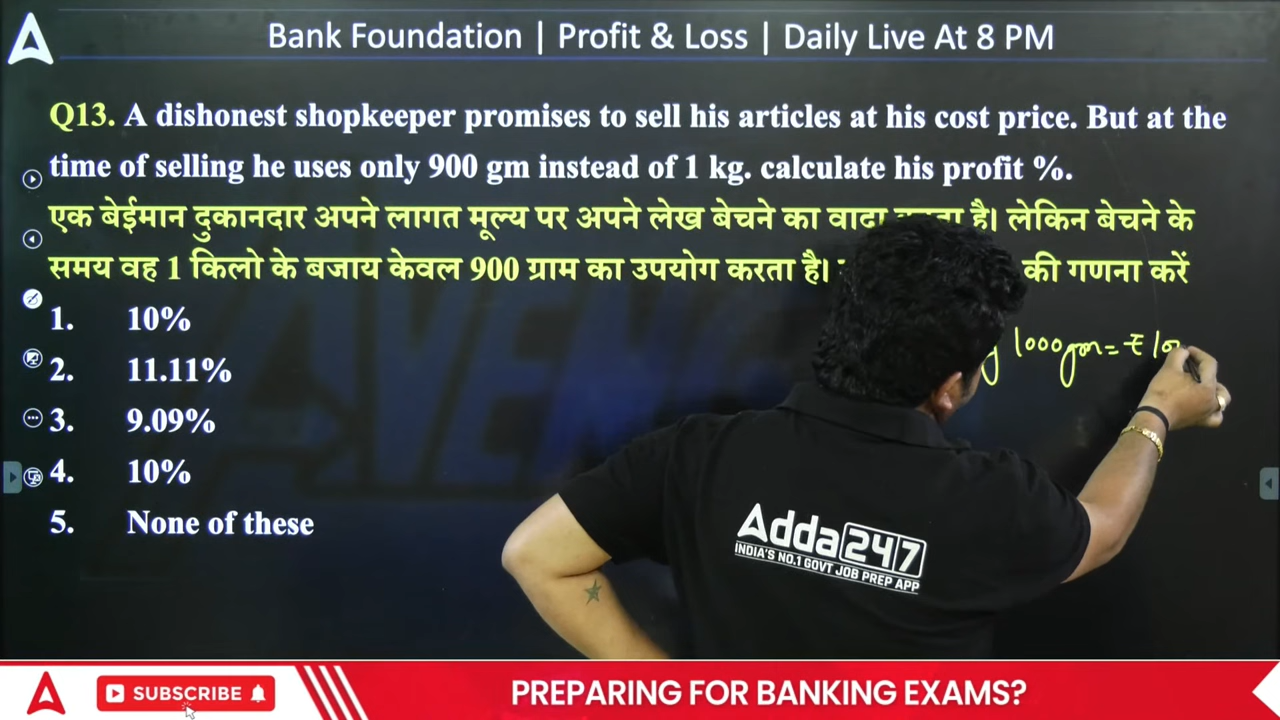 Bank Foundation | Profit & Loss | Daily Live At 8 PM
Q13. A dishonest shopkeeper promises to sell his articles at his cost price. But at the
time of selling he uses only 900 gm instead of 1 kg. calculate his profit %.
एक बेईमान दुकानदार अपने लागत मूल्य पर अपने लेख बेचने का वादा है। लेकिन बेचने के
समय वह 1 किलो के बजाय केवल 900 ग्राम का उपयोग करता है। की गणना करें
1. 10%
2. 11.11%
3. 9.09%
4. 10%
5. None of these
1000gm = ₹
Adda247
INDIA'S NO.1 GOVT JOB PREP APP
SUBSCRIBE
PREPARING FOR BANKING EXAMS?